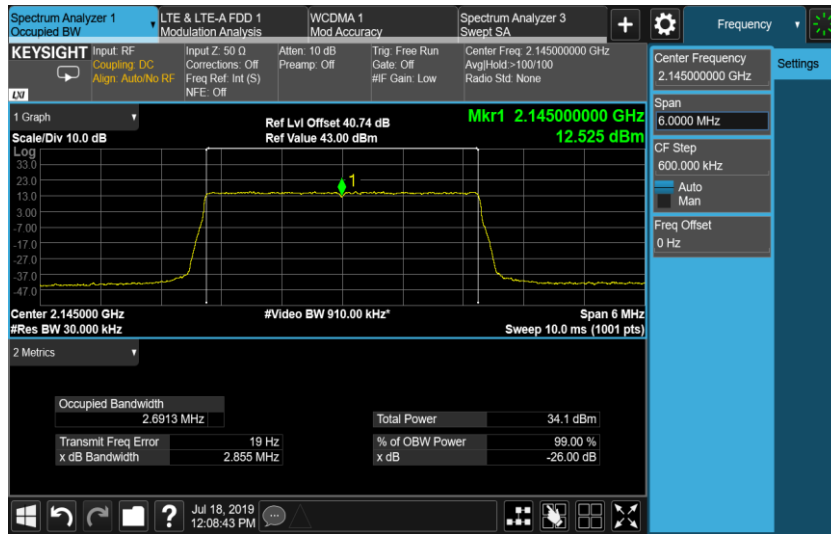 Spectrum Analyzer 1
Occupied BW
LTE & LTE-A FDD 1
Modulation Analysis
WCDMA 1
Mod Accuracy
Spectrum Analyzer 3
Swept SA
+
Frequency
KEYSIGHT
LXI
Input: RF
Coupling: DC
Align: Auto/No RF
Input Z: 50 Ω
Corrections: Off
Freq Ref: Int (S)
NFE: Off
Atten: 10 dB
Preamp: Off
Trig: Free Run
Gate: Off
#IF Gain: Low
Center Freq: 2.145000000 GHz
Avg|Hold:>100/100
Radio Std: None
Center Frequency
2.145000000 GHz
Settings
Span
6.0000 MHz
CF Step
600.000 kHz
Auto
Man
Freq Offset
0 Hz
1 Graph
Scale/Div 10.0 dB
Ref Lvl Offset 40.74 dB
Ref Value 43.00 dBm
Mkr1 2.145000000 GHz
12.525 dBm
Log
33.0
23.0
13.0
3.00
-7.00
-17.0
-27.0
-37.0
-47.0
1
Center 2.145000 GHz
#Res BW 30.000 kHz
#Video BW 910.00 kHz*
Span 6 MHz
Sweep 10.0 ms (1001 pts)
2 Metrics
Occupied Bandwidth
2.6913 MHz
Total Power 34.1 dBm
Transmit Freq Error 19 Hz
% of OBW Power 99.00 %
x dB Bandwidth 2.855 MHz
x dB -26.00 dB
?
Jul 18, 2019
12:08:43 PM